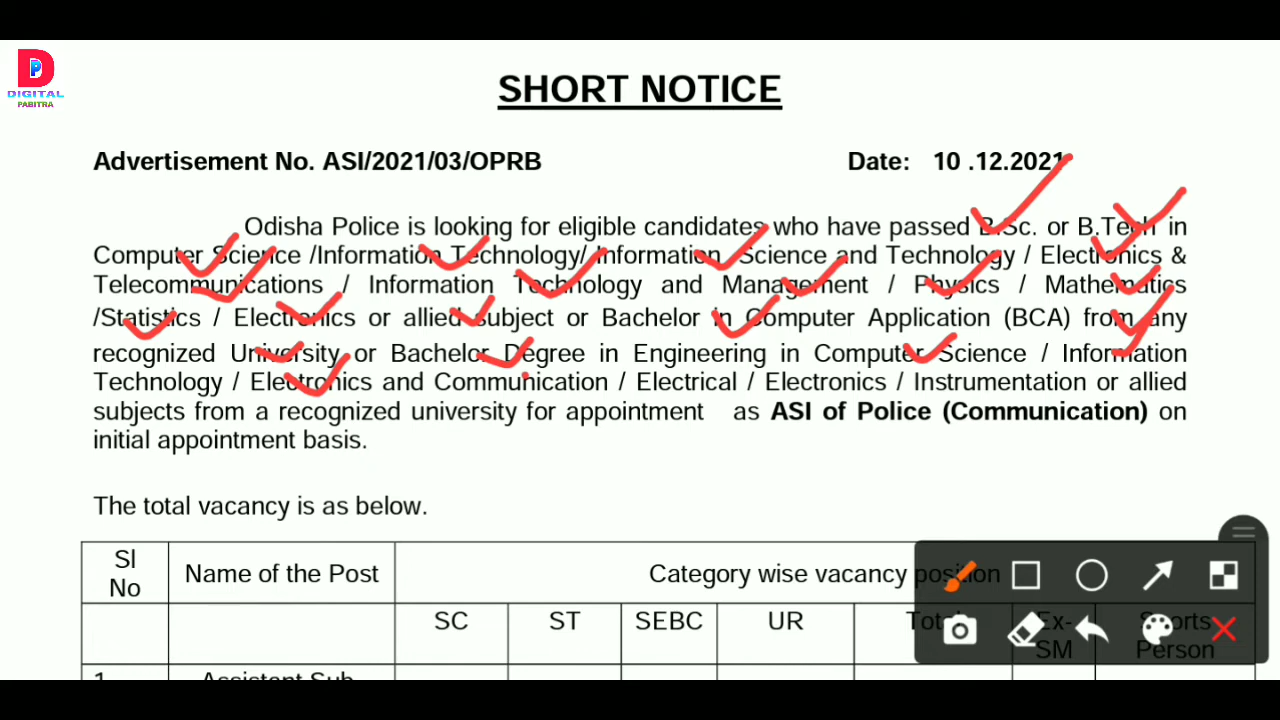 D
P
DIGITAL
PABITRA
SHORT NOTICE
Advertisement No. ASI/2021/03/OPRB Date: 10 .12.2021
Odisha Police is looking for eligible candidates who have passed B.Sc. or B.Tech in
Computer Science /Information Technology/ Information Science and Technology / Electronics &
Telecommunications / Information Technology and Management / Physics / Mathematics
/Statistics / Electronics or allied subject or Bachelor in Computer Application (BCA) from any
recognized University or Bachelor Degree in Engineering in Computer Science / Information
Technology / Electronics and Communication / Electrical / Electronics / Instrumentation or allied
subjects from a recognized university for appointment as ASI of Police (Communication) on
initial appointment basis.
The total vacancy is as below.
Sl No Name of the Post Category wise vacancy position
SC ST SEBC UR Total Ex-SM Sports Person
1 Assistant Sub